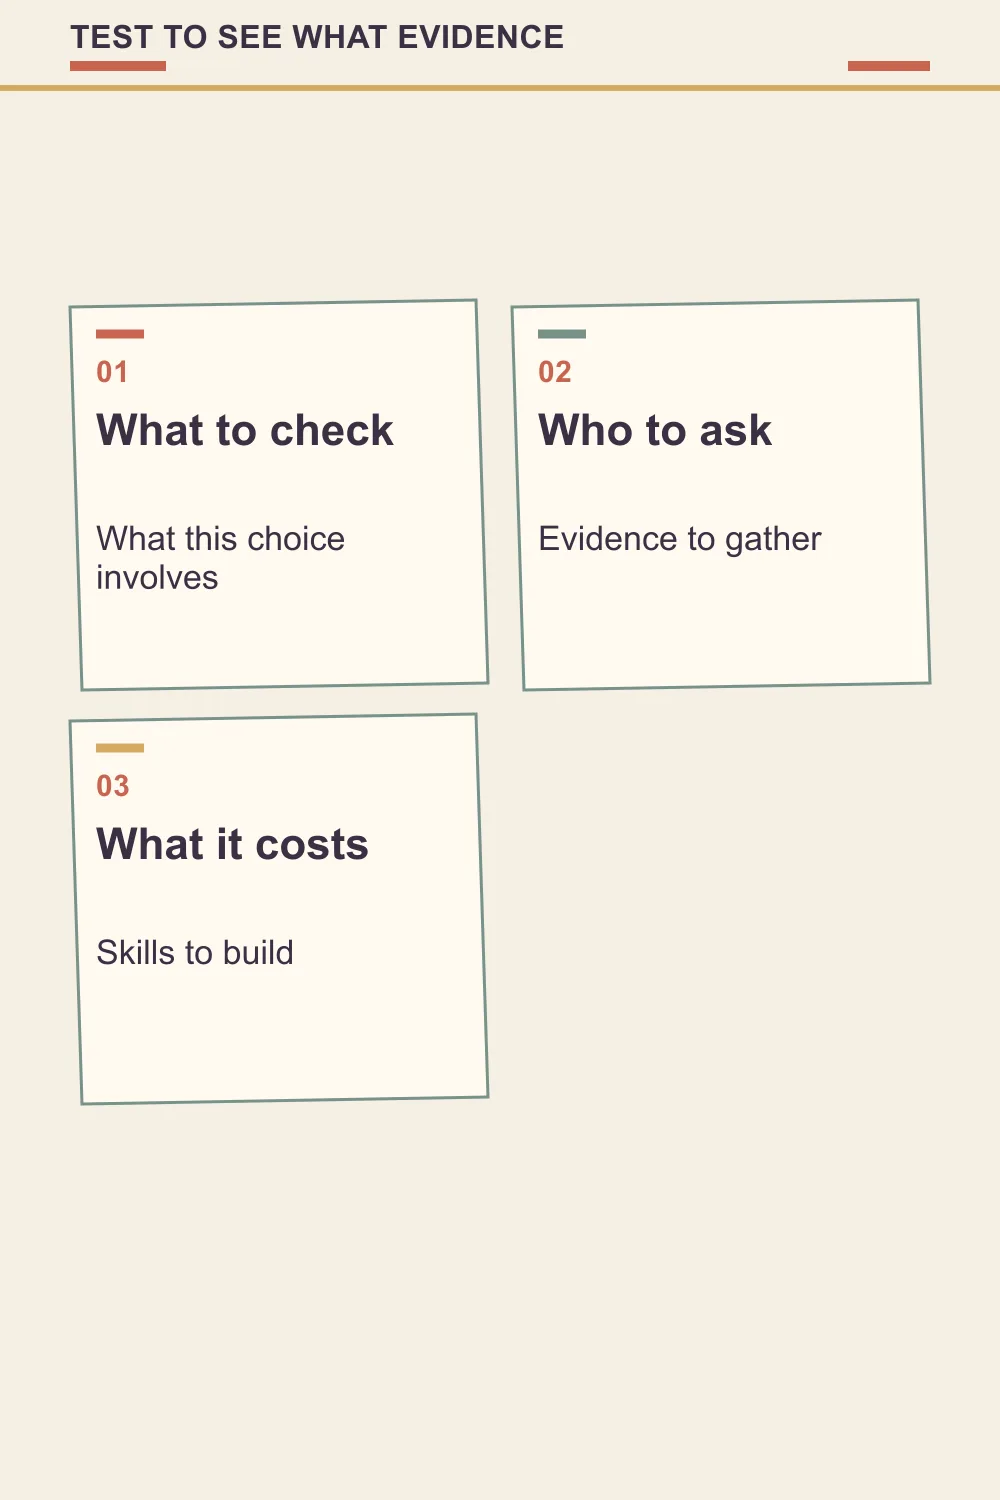 TEST TO SEE WHAT EVIDENCE
01
What to check
What this choice
involves
02
Who to ask
Evidence to gather
03
What it costs
Skills to build